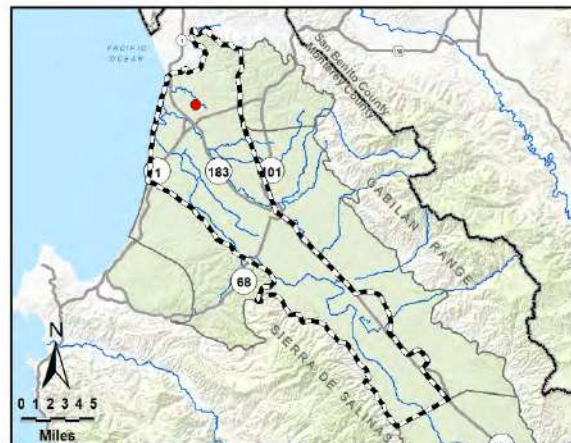 PACIFIC
OCEAN
1
San Benito County
Monterey County
1
183
101
68
GABILAN RANGE
SIERRA DE SALINAS
N
0 1 2 3 4 5
Miles